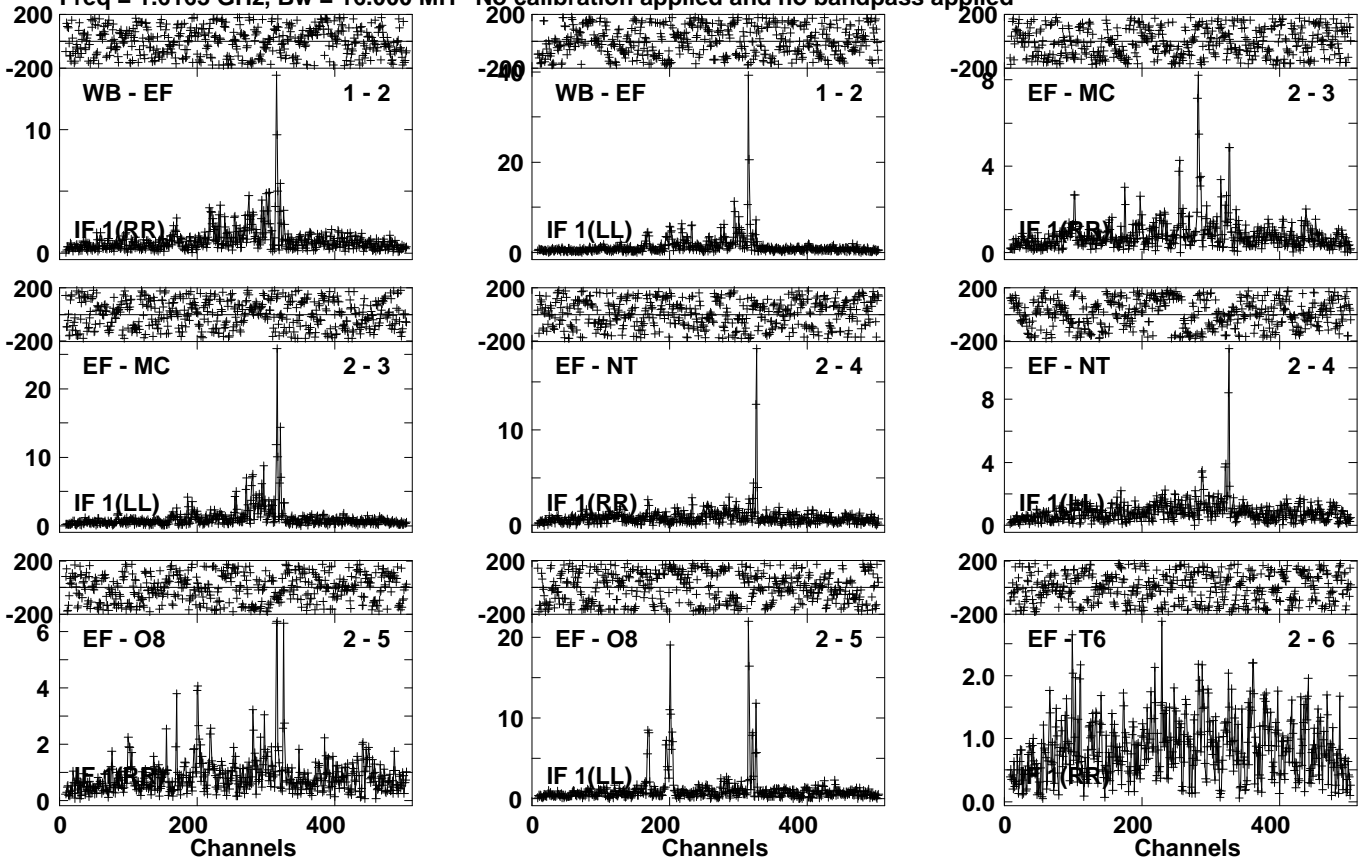 Freq = 1.6165 GHz, Bw = 16.000 MH No calibration applied and no bandpass applied
200 200 200
-200 -200 -200
WB - EF 1 - 2 WB - EF 1 - 2 EF - MC 2 - 3
10 40 8
0 20 4
IF 1(RR) 0 0
IF 1(LL) IF 1(RR)
200 200 200
-200 -200 -200
EF - MC 2 - 3 EF - NT 2 - 4 EF - NT 2 - 4
20 10 8
10 0 4
0 IF 1(RR) 0
IF 1(LL) IF 1(LL)
200 200 200
-200 -200 -200
EF - O8 2 - 5 EF - O8 2 - 5 EF - T6 2 - 6
6 20 2.0
4 10 1.0
2 0 0.0
0 IF 1(LL) IF 1(RR)
IF 1(RR)
0 200 400 0 200 400 0 200 400
Channels Channels Channels